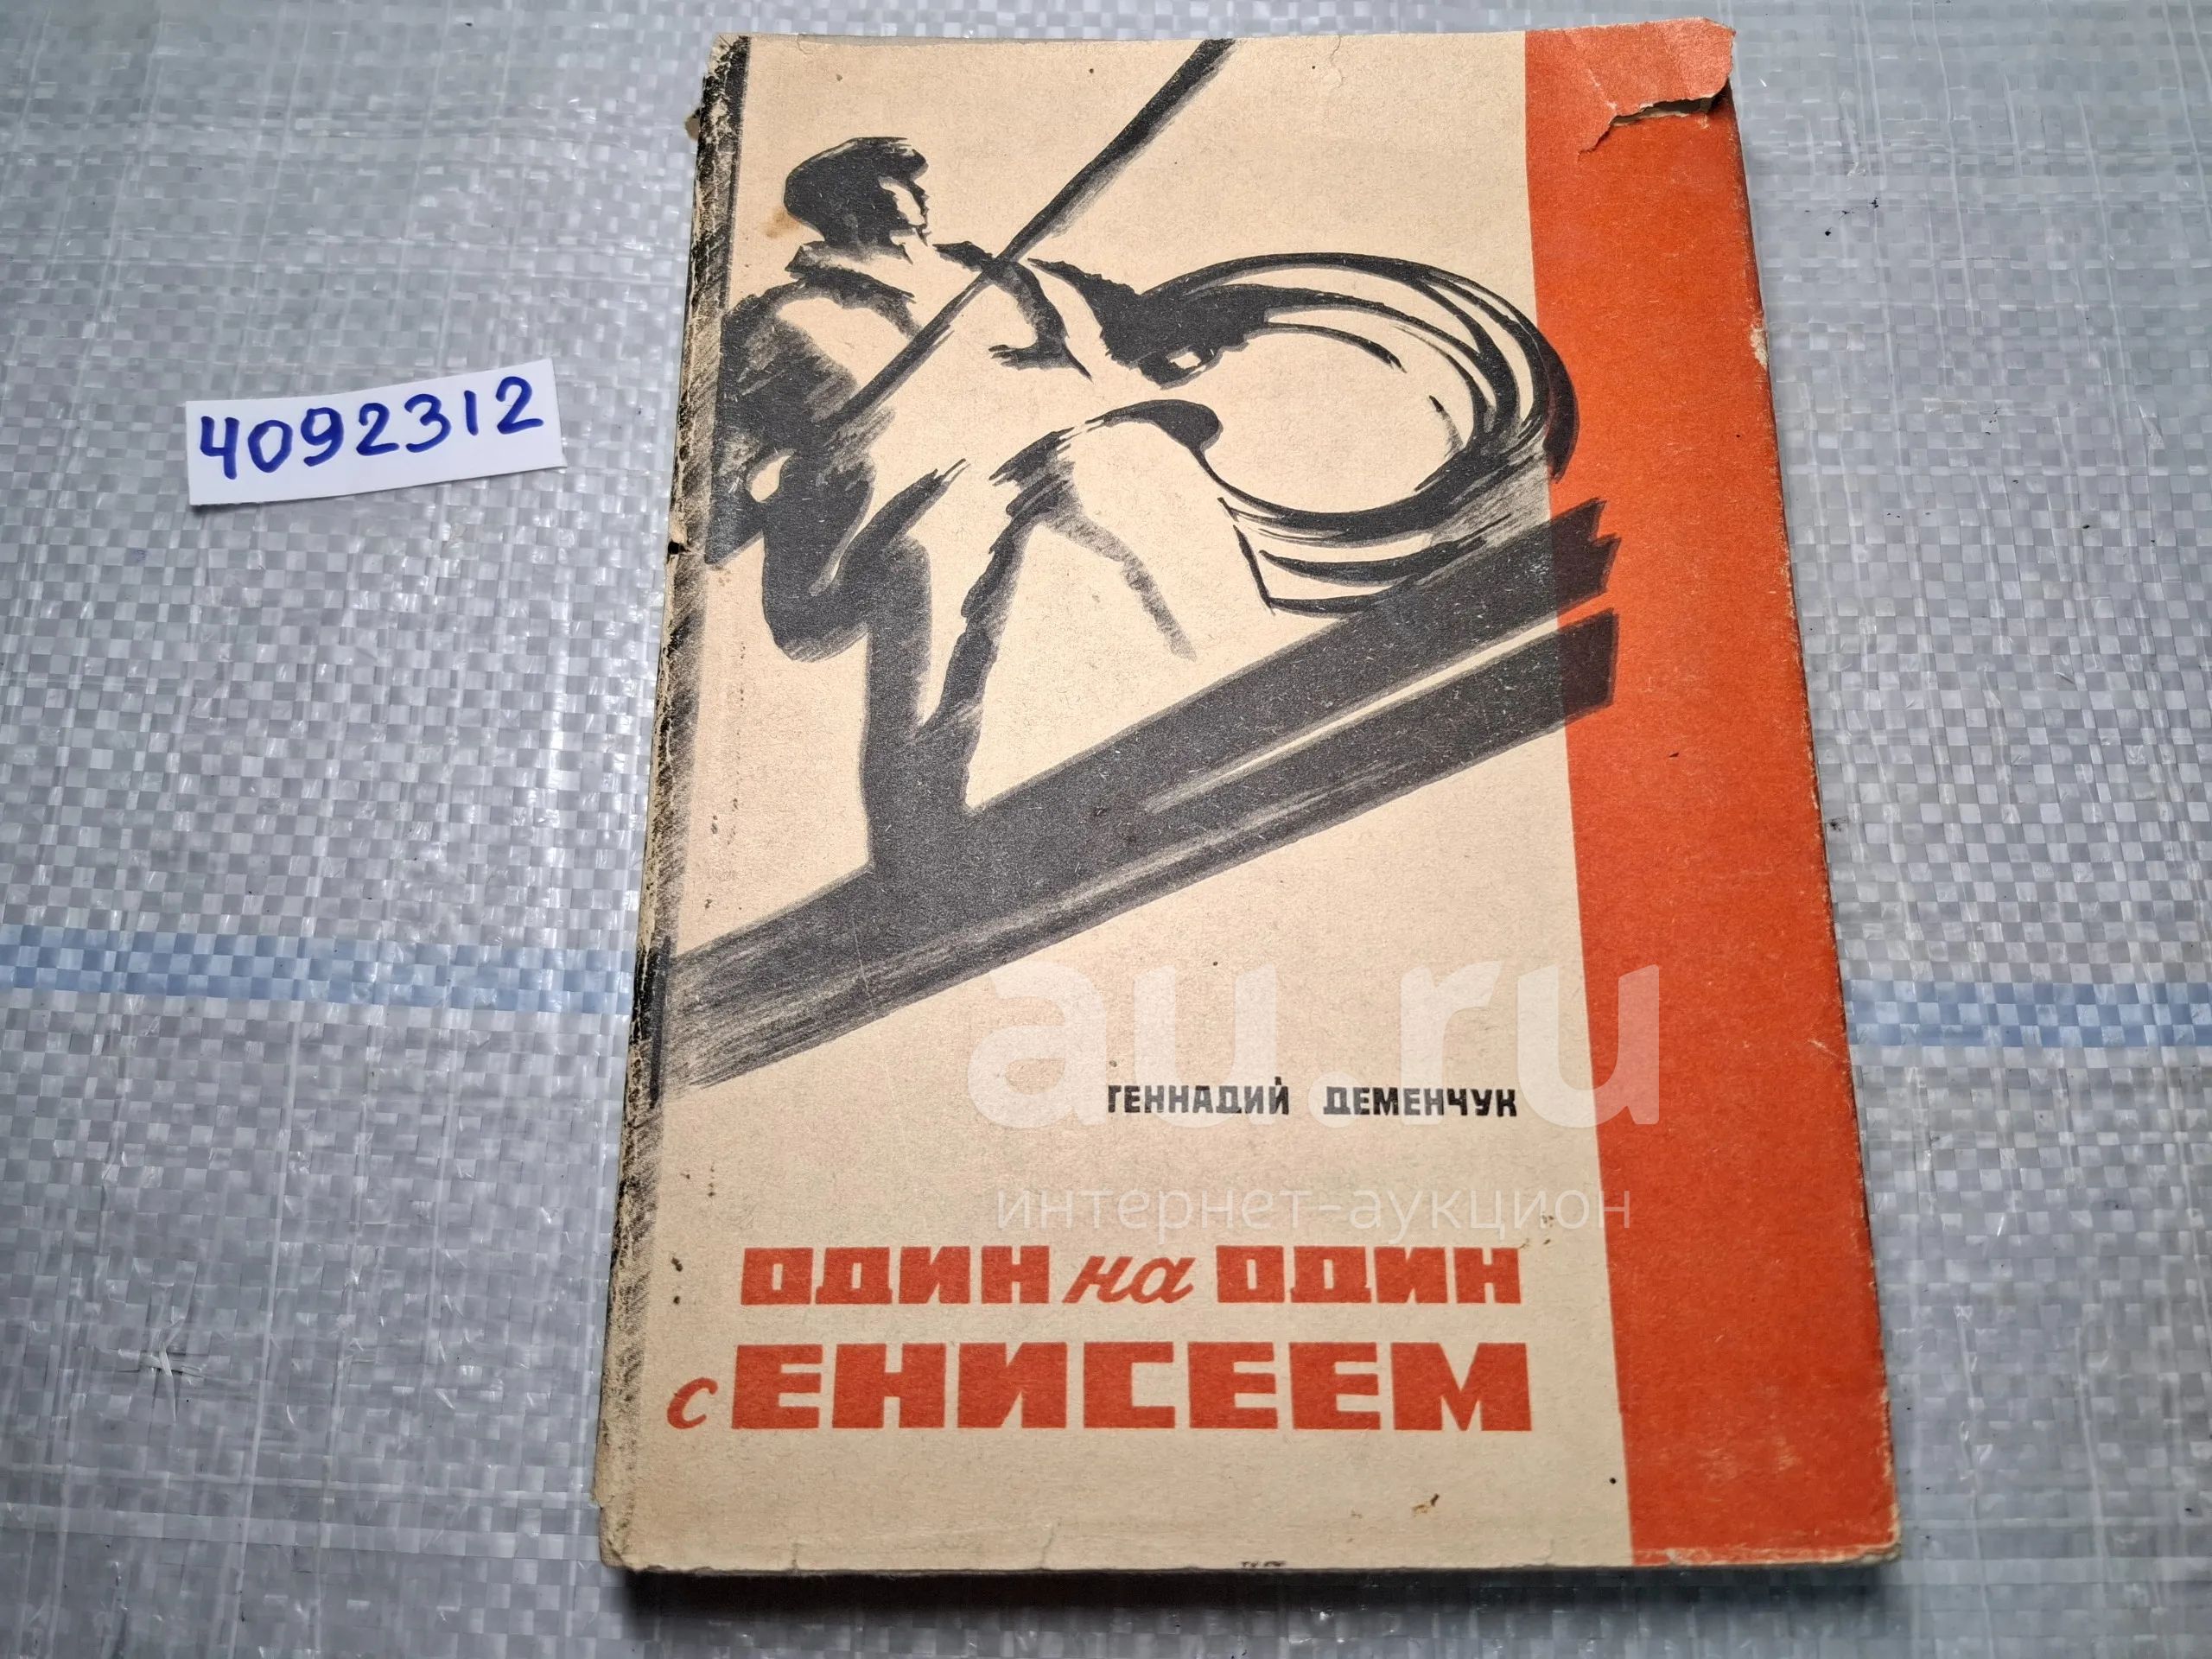 4092312
ГЕННАДИЙ ДЕМЕНЧУК
au.ru
интернет-аукцион
ОДИН на ОДИН
с ЕНИСЕЕМ